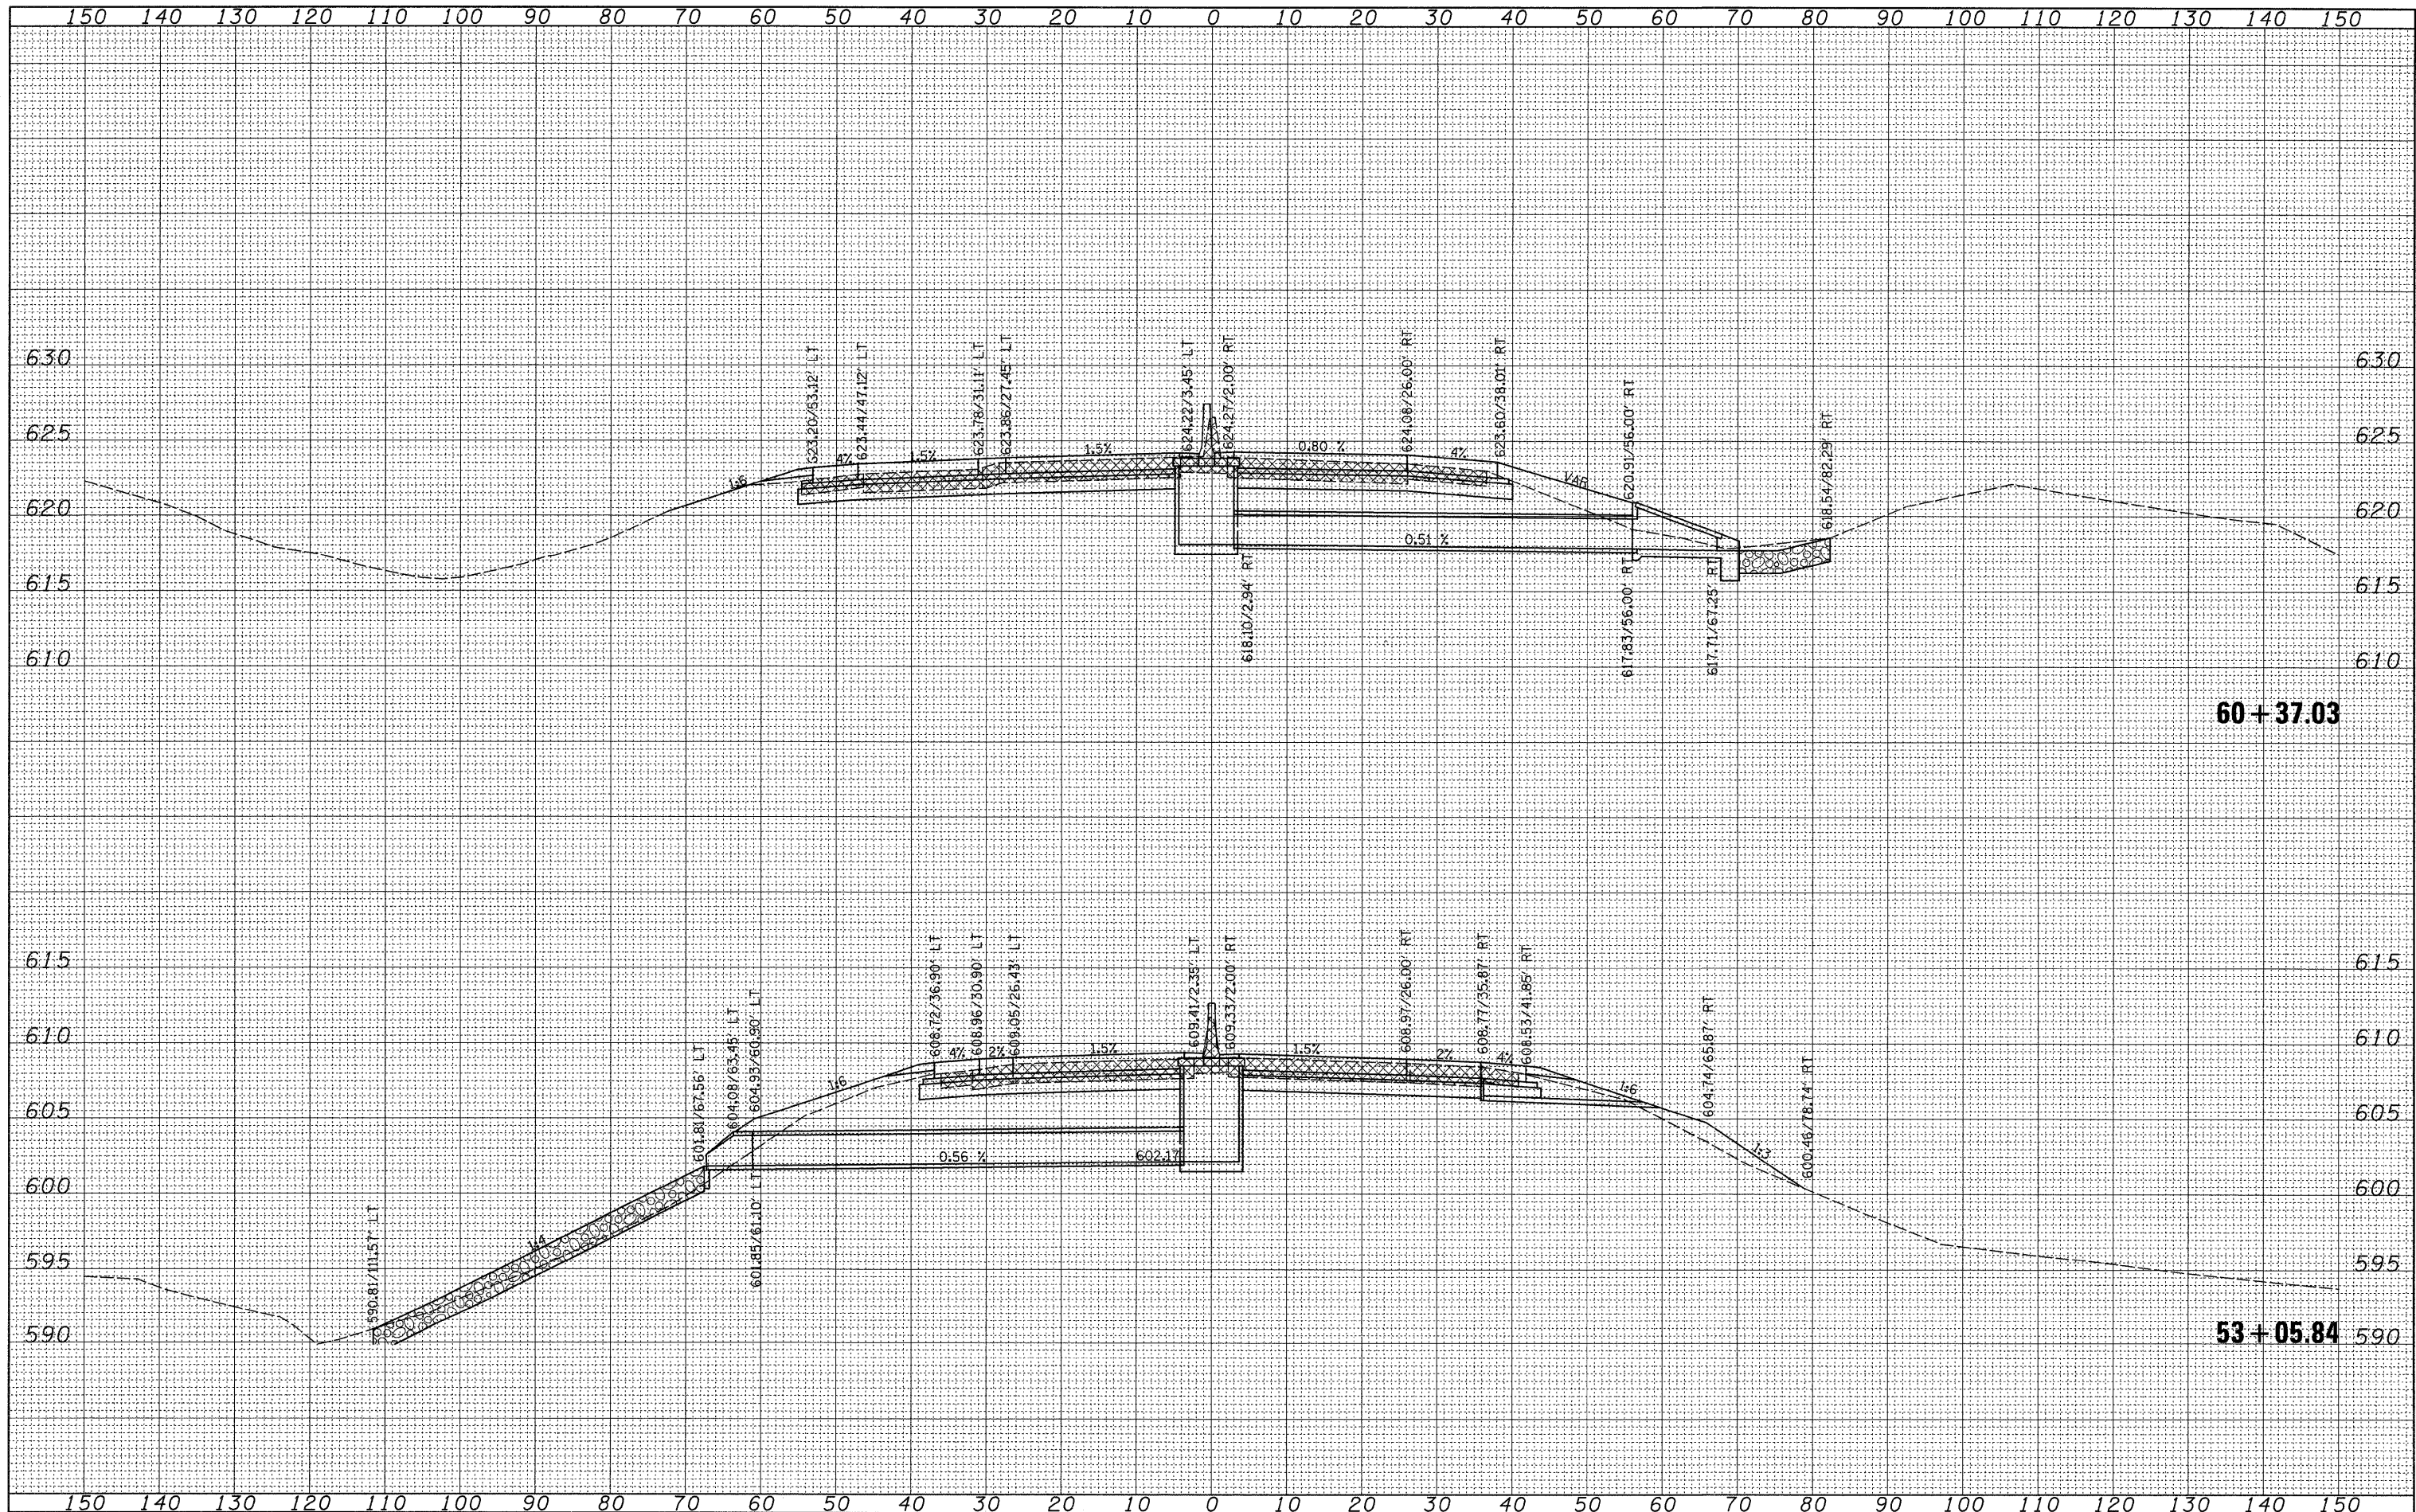 150 140 130 120 110 100 90 80 70 60 50 40 30 20 10 0 10 20 30 40 50 60 70 80 90 100 110 120 130 140 150
630 630
625 625
620 620
615 615
610 610
623.20/53.12' LT
623.44/47.12' LT
623.78/31.11' LT
623.86/27.45' LT
624.22/3.45' LT
624.27/2.00' RT
624.08/26.00' RT
623.60/38.01' RT
620.91/56.00' RT
618.54/82.29' RT
1:6 4% 1.5% 1.5% 0.80 % 4% VAR
0.51 %
618.10/2.94' RT
617.83/56.00' RT
617.71/67.25' RT
60+37.03
615 615
610 610
605 605
600 600
595 595
590 590
590.81/111.57' LT
601.81/67.56' LT
604.08/63.45 LT
604.93/60.90' LT
608.72/36.90' LT
608.96/30.90' LT
609.05/26.43' LT
609.41/2.35' LT
609.33/2.00' RT
608.97/26.00' RT
608.77/35.87' RT
608.53/41.85' RT
604.74/65.87' RT
600.46/78.74' RT
1:4 1:6 4% 2% 1.5% 1.5% 2% 4% 1:6 1:3
0.56 % 602.17
601.85/61.10' LT
53+05.84
150 140 130 120 110 100 90 80 70 60 50 40 30 20 10 0 10 20 30 40 50 60 70 80 90 100 110 120 130 140 150